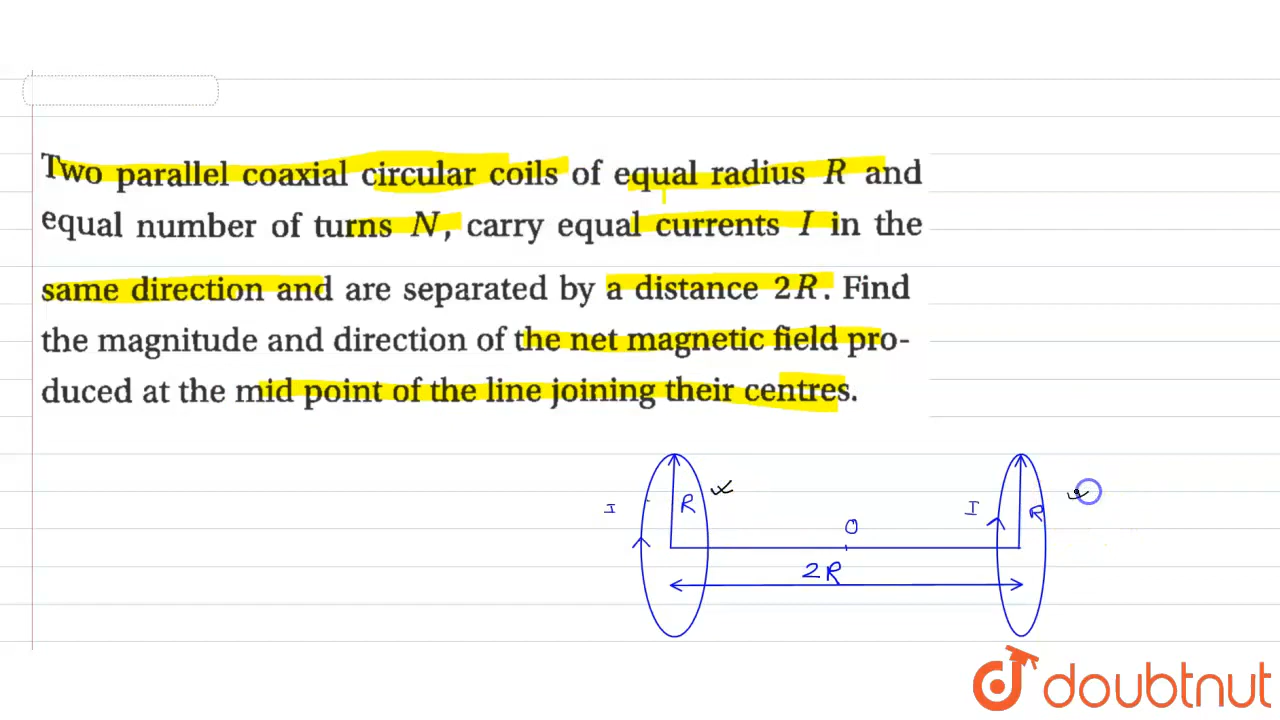 Two parallel coaxial circular coils of equal radius R and
equal number of turns N, carry equal currents I in the
same direction and are separated by a distance 2R. Find
the magnitude and direction of the net magnetic field pro-
duced at the mid point of the line joining their centres.
I R O I R
2R
doubtnut